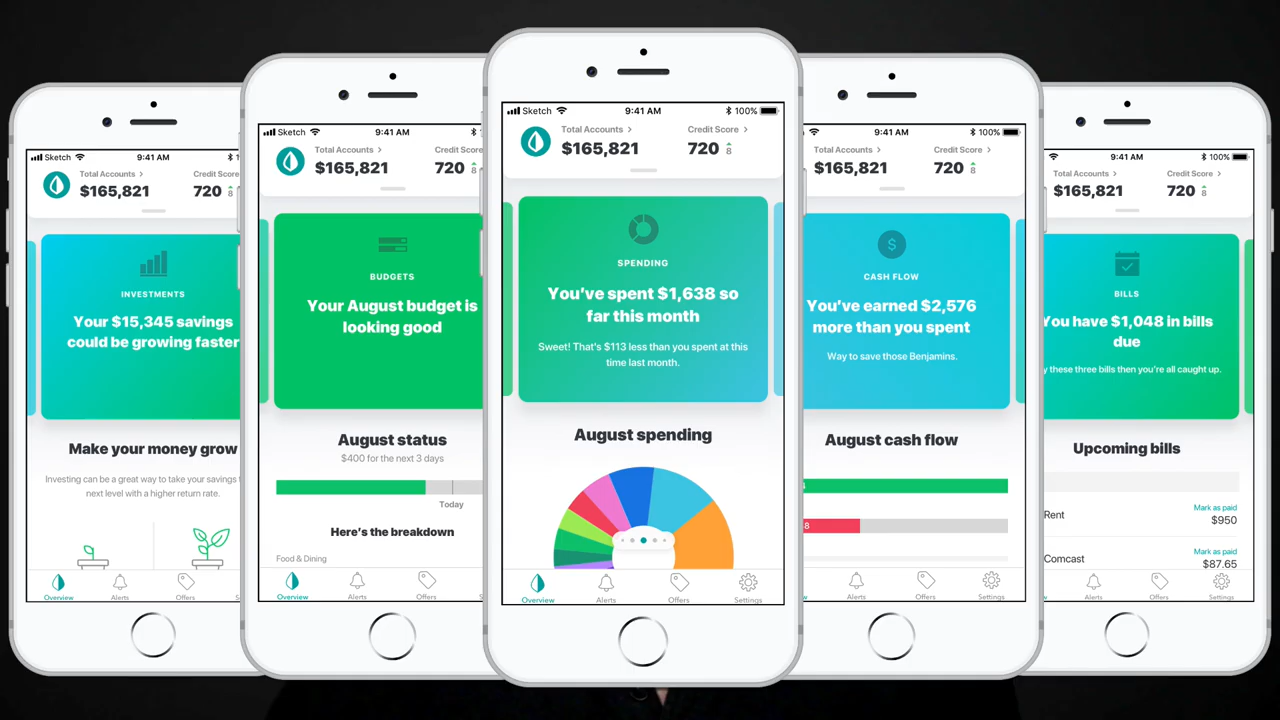 Sketch
9:41 AM
Total Accounts
Credit Score
$165,821
720
8
INVESTMENTS
Your $15,345 savings
could be growing faster
Make your money grow
Investing can be a great way to take your savings
next level with a higher return rate.
Overview
Alerts
Offers
Sketch
9:41 AM
Total Accounts
Credit Score
$165,821
720
8
BUDGETS
Your August budget is
looking good
August status
$400 for the next 3 days
Today
Here's the breakdown
Food & Dining
Overview
Alerts
Offers
Sketch
9:41 AM
100%
Total Accounts
Credit Score
$165,821
720
8
SPENDING
You've spent $1,638 so
far this month
Sweet! That's $113 less than you spent at this
time last month.
August spending
Overview
Alerts
Offers
Settings
9:41 AM
100%
Total Accounts
Credit Score
$165,821
720
8
CASH FLOW
You've earned $2,576
more than you spent
Way to save those Benjamins.
August cash flow
8
Alerts
Offers
Settings
9:41 AM
100%
Total Accounts
Credit Score
$165,821
720
8
BILLS
You have $1,048 in bills
due
these three bills then you're all caught up.
Upcoming bills
Mark as paid
Rent
$950
Mark as paid
Comcast
$87.65
Alerts
Offers
Settings